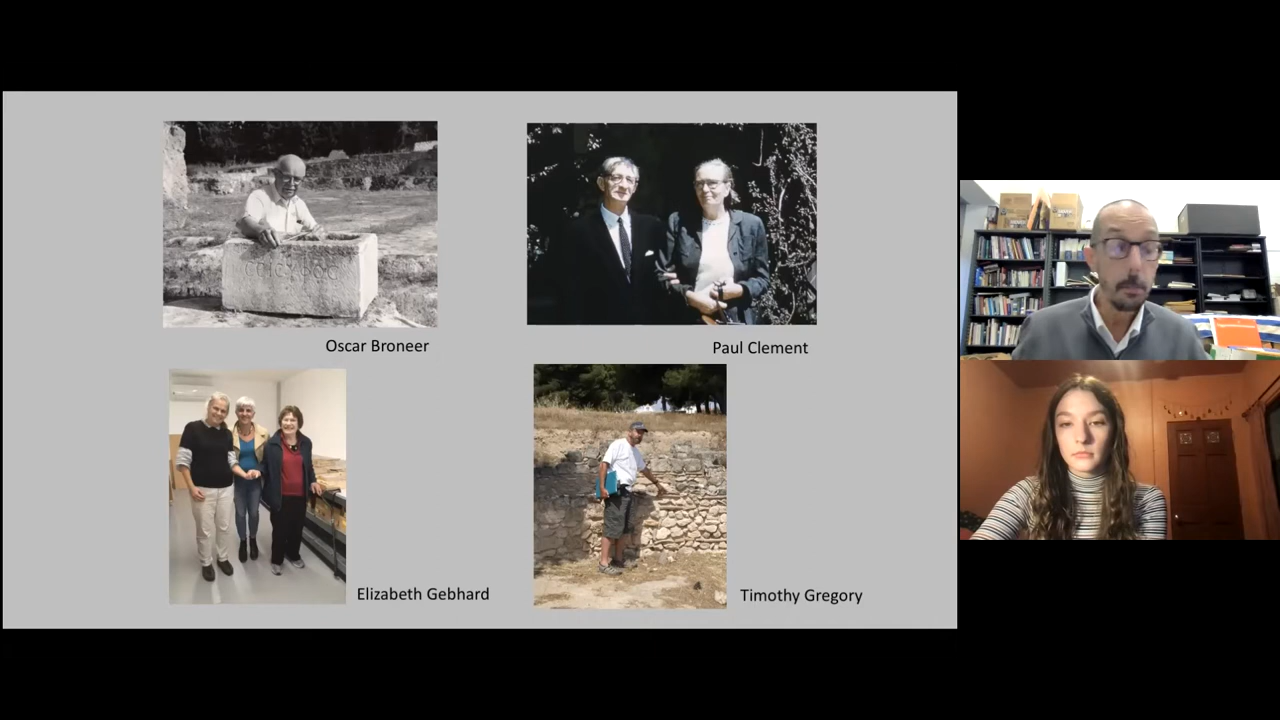 Oscar Broneer
Paul Clement
Elizabeth Gebhard
Timothy Gregory